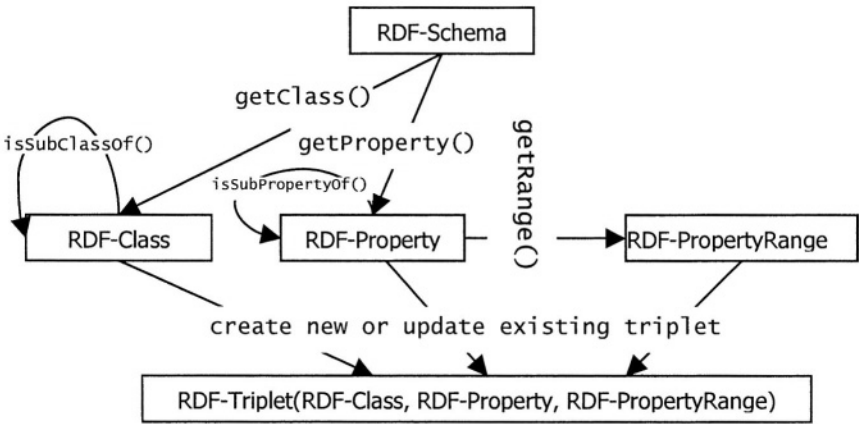 RDF-Schema
getClass()
isSubClassOf()
getProperty()
getRange()
isSubPropertyOf()
RDF-Class
RDF-Property
RDF-PropertyRange
create new or update existing triplet
RDF-Triplet(RDF-Class, RDF-Property, RDF-PropertyRange)